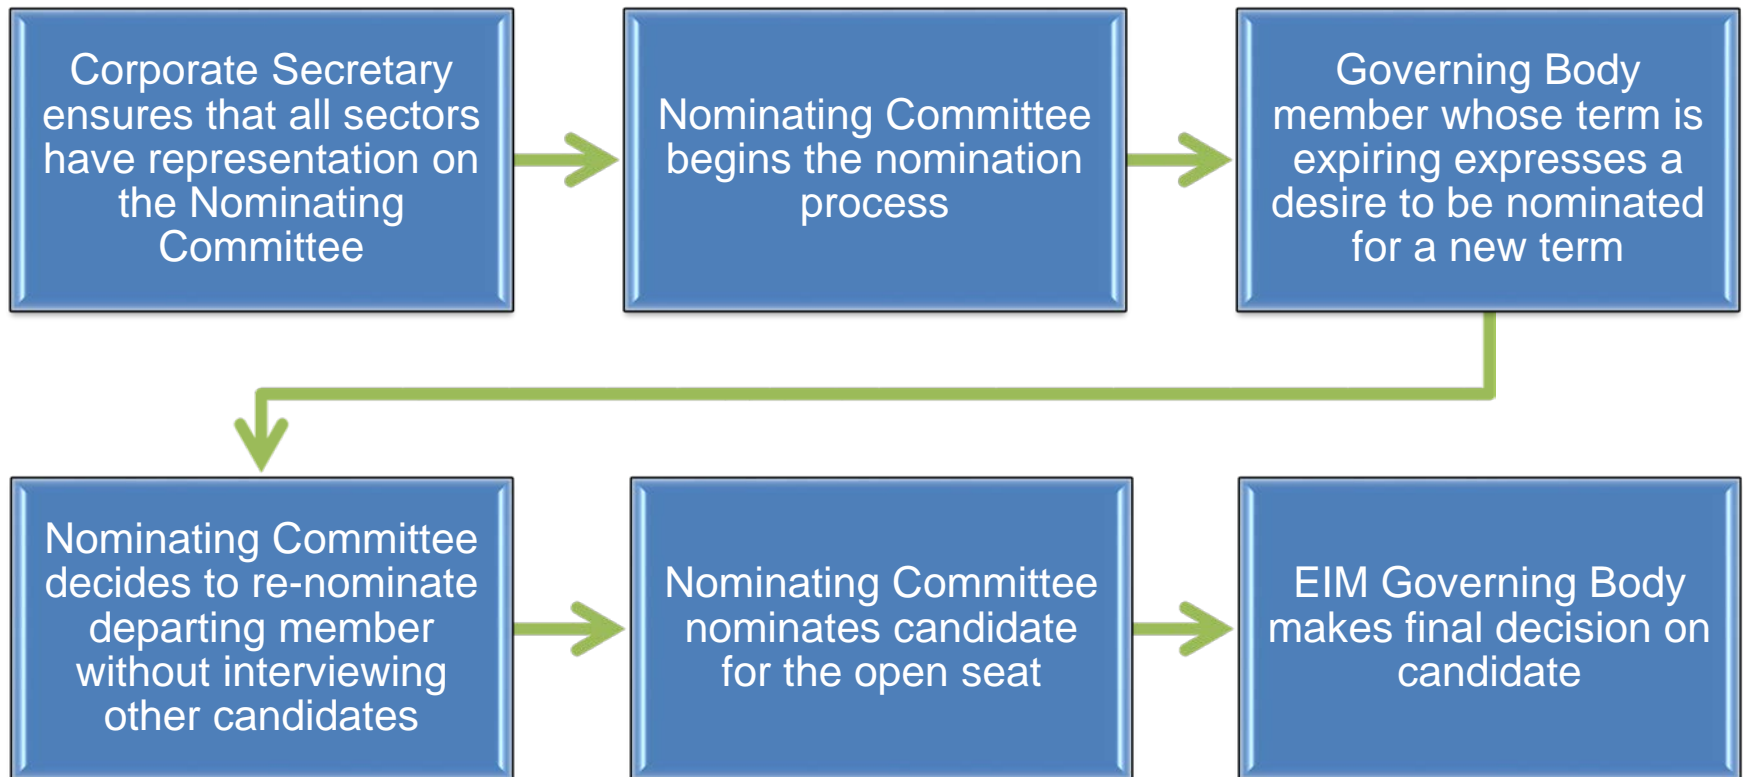 Corporate Secretary
ensures that all sectors
have representation on
the Nominating
Committee
Nominating Committee
begins the nomination
process
Governing Body
member whose term is
expiring expresses a
desire to be nominated
for a new term
Nominating Committee
decides to re-nominate
departing member
without interviewing
other candidates
Nominating Committee
nominates candidate
for the open seat
EIM Governing Body
makes final decision on
candidate